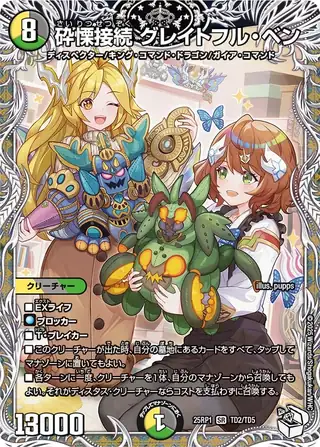 8
さいりつせつぞく
砕慄接続 グレイトフル・ベン
ディスペクター/キング・コマンド・ドラゴン/ガイア・コマンド
illus. pupps
クリーチャー
■EXライフ
■ブロッカー
■T・ブレイカー
■このクリーチャーが出た時、自分の墓地にあるカードをすべて、タップしてマナゾーンに置いてもよい。
■各ターンに一度、クリーチャーを1体、自分のマナゾーンから召喚してもよい。それがディスタス・クリーチャーならコストを支払わずに召喚できる。
13000
1
25RP1 SR TD2/TD5